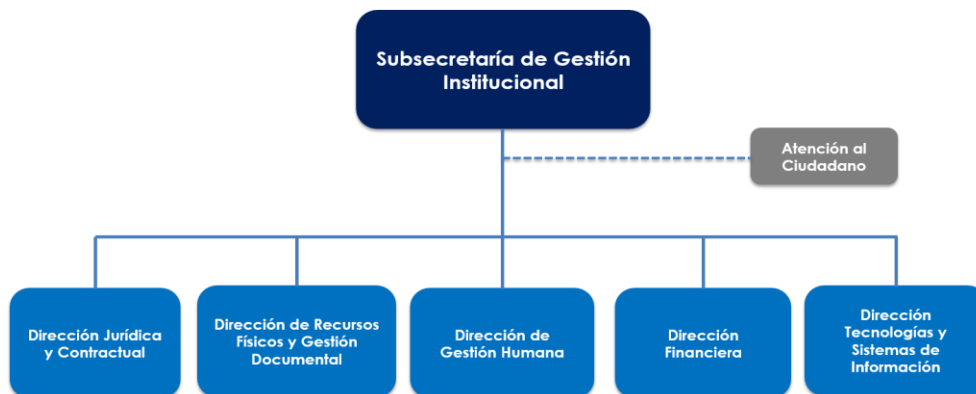 Subsecretaría de Gestión
Institucional
Atención al
Ciudadano
Dirección Jurídica
y Contractual
Dirección de Recursos
Físicos y Gestión
Documental
Dirección de
Gestión Humana
Dirección
Financiera
Dirección
Tecnologías y
Sistemas de
Información